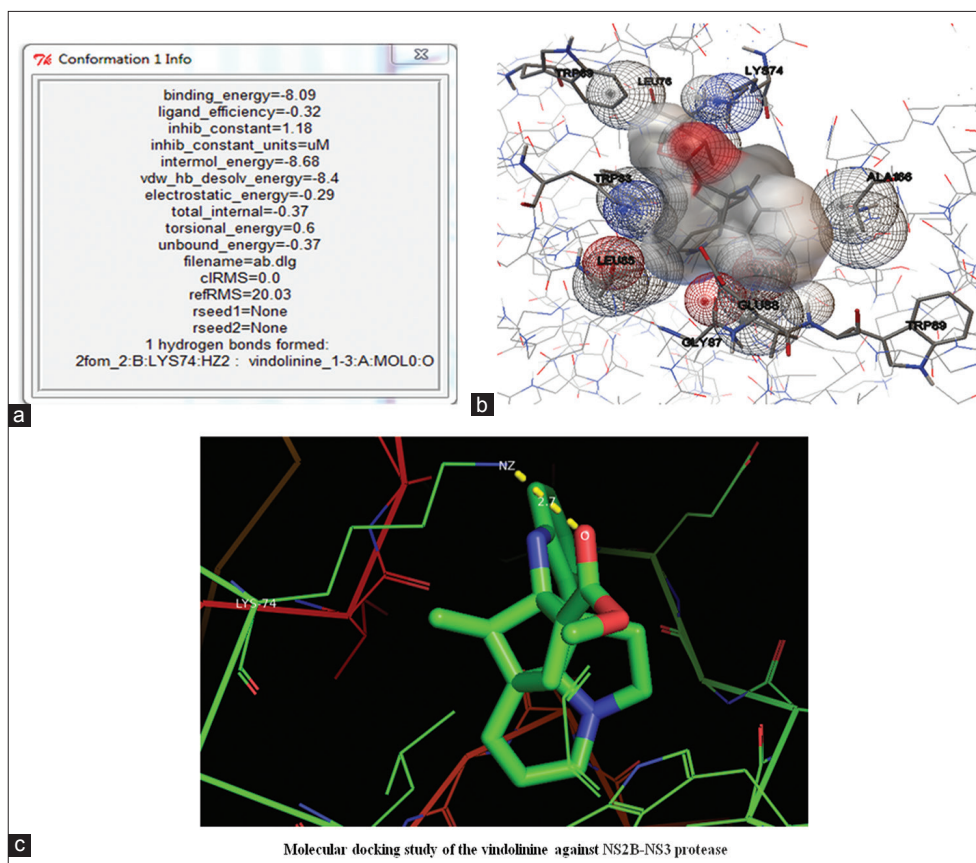 Conformation 1 Info
binding_energy=-8.09
ligand_efficiency=-0.32
inhib_constant=1.18
inhib_constant_units=uM
intermol_energy=-8.68
vdw_hb_desolv_energy=-8.4
electrostatic_energy=-0.29
total_internal=-0.37
torsional_energy=0.6
unbound_energy=-0.37
filename=ab.dlg
clRMS=0.0
refRMS=20.03
rseed1=None
rseed2=None
1 hydrogen bonds formed:
2fom_2:B:LYS74:HZ2 : vindolinine_1-3:A:MOL0:O
a
TRP69
LEU76
LYS74
TRP83
ALA166
LEU85
GLU88
GLY87
TRP89
b
NZ
2.7
O
LYS-74
c
Molecular docking study of the vindolinine against NS2B-NS3 protease